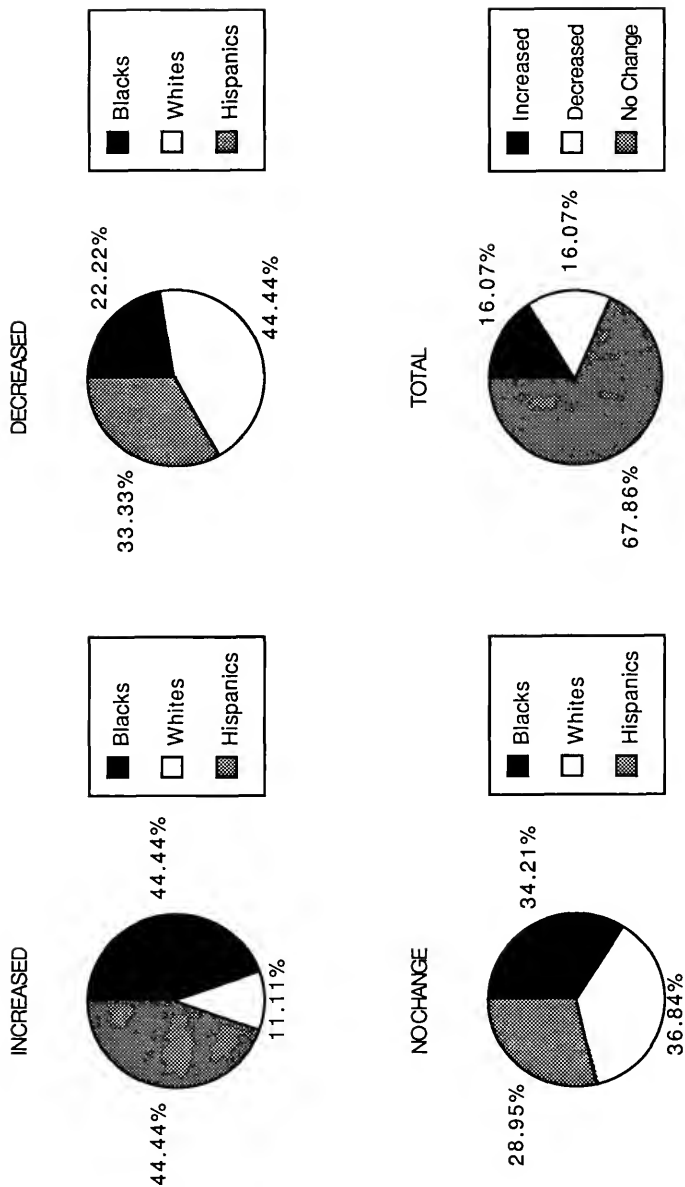 INCREASED
44.44%
44.44%
11.11%
Blacks
Whites
Hispanics
DECREASED
33.33%
22.22%
44.44%
Blacks
Whites
Hispanics
NO CHANGE
28.95%
34.21%
36.84%
Blacks
Whites
Hispanics
TOTAL
67.86%
16.07%
16.07%
Increased
Decreased
No Change